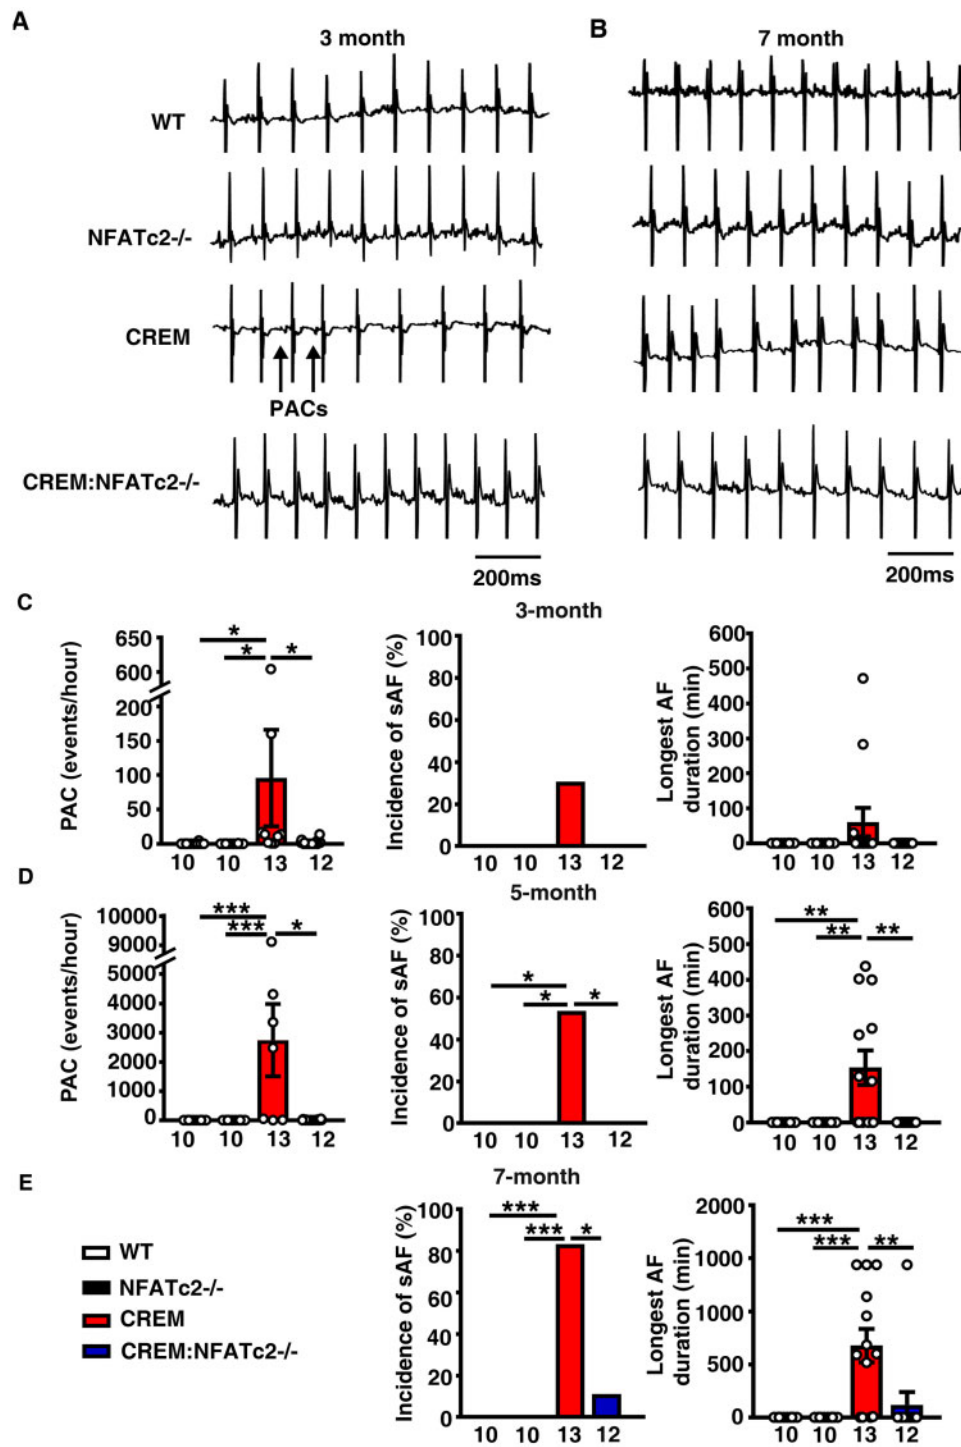 A
B
3 month
7 month
WT
NFATc2-/-
CREM
PACs
CREM:NFATc2-/-
200ms
200ms
C
3-month
PAC (events/hour)
650
600
200
150
100
50
0
* * *
10 10 13 12
Incidence of sAF (%)
100
80
60
40
20
0
10 10 13 12
Longest AF
duration (min)
600
500
400
300
200
100
0
10 10 13 12
D
5-month
PAC (events/hour)
10000
9000
5000
4000
3000
2000
1000
0
***
*** *
10 10 13 12
Incidence of sAF (%)
100
80
60
40
20
0
*
* *
10 10 13 12
Longest AF
duration (min)
600
500
400
300
200
100
0
**
** **
10 10 13 12
E
7-month
WT
NFATc2-/-
CREM
CREM:NFATc2-/-
Incidence of sAF (%)
100
80
60
40
20
0
***
*** *
10 10 13 12
Longest AF
duration (min)
2000
1000
1000
500
0
***
*** **
10 10 13 12